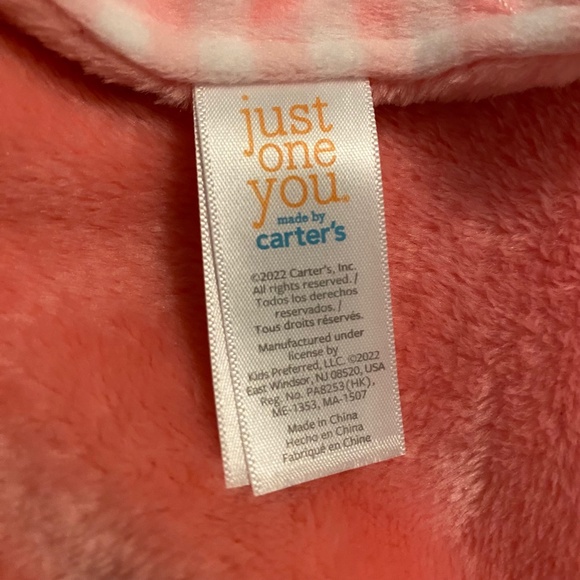 just
one
you.
made by
carter's
©2022 Carter's, Inc.
All rights reserved. /
Todos los derechos
reservados. /
Tous droits réservés.
Manufactured under
license by
Kids Preferred, LLC. ©2022
East Windsor, NJ 08520, USA
Reg. No. PA8253(HK),
ME-1353, MA-1507
Made in China
Hecho en China
Fabriqué en Chine